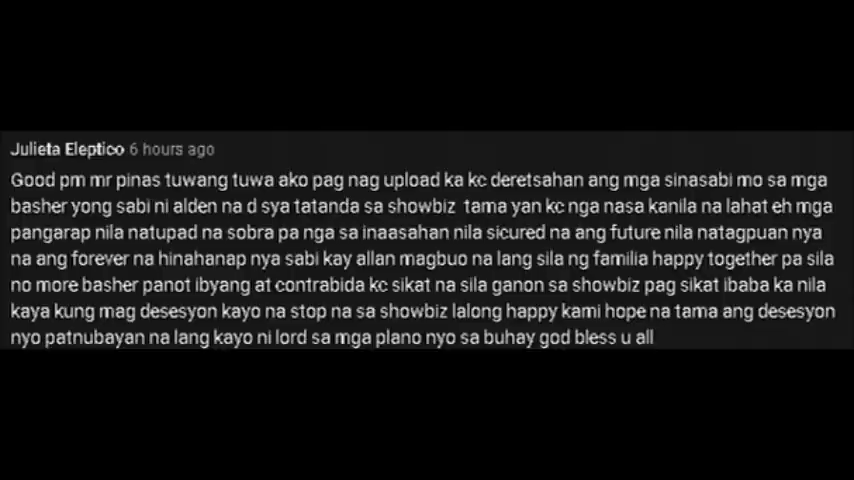 Julieta Eleptico 6 hours ago
Good pm mr pinas tuwang tuwa ako pag nag upload ka kc deretsahan ang mga sinasabi mo sa mga
basher yong sabi ni alden na d sya tatanda sa showbiz tama yan kc nga nasa kanila na lahat eh mga
pangarap nila natupad na sobra pa nga sa inaasahan nila sicured na ang future nila natagpuan nya
na ang forever na hinahanap nya sabi kay allan magbuo na lang sila ng familia happy together pa sila
no more basher panot ibyang at contrabida kc sikat na sila ganon sa showbiz pag sikat ibaba ka nila
kaya kung mag desesyon kayo na stop na sa showbiz lalong happy kami hope na tama ang desesyon
nyo patnubayan na lang kayo ni lord sa mga plano nyo sa buhay god bless u all